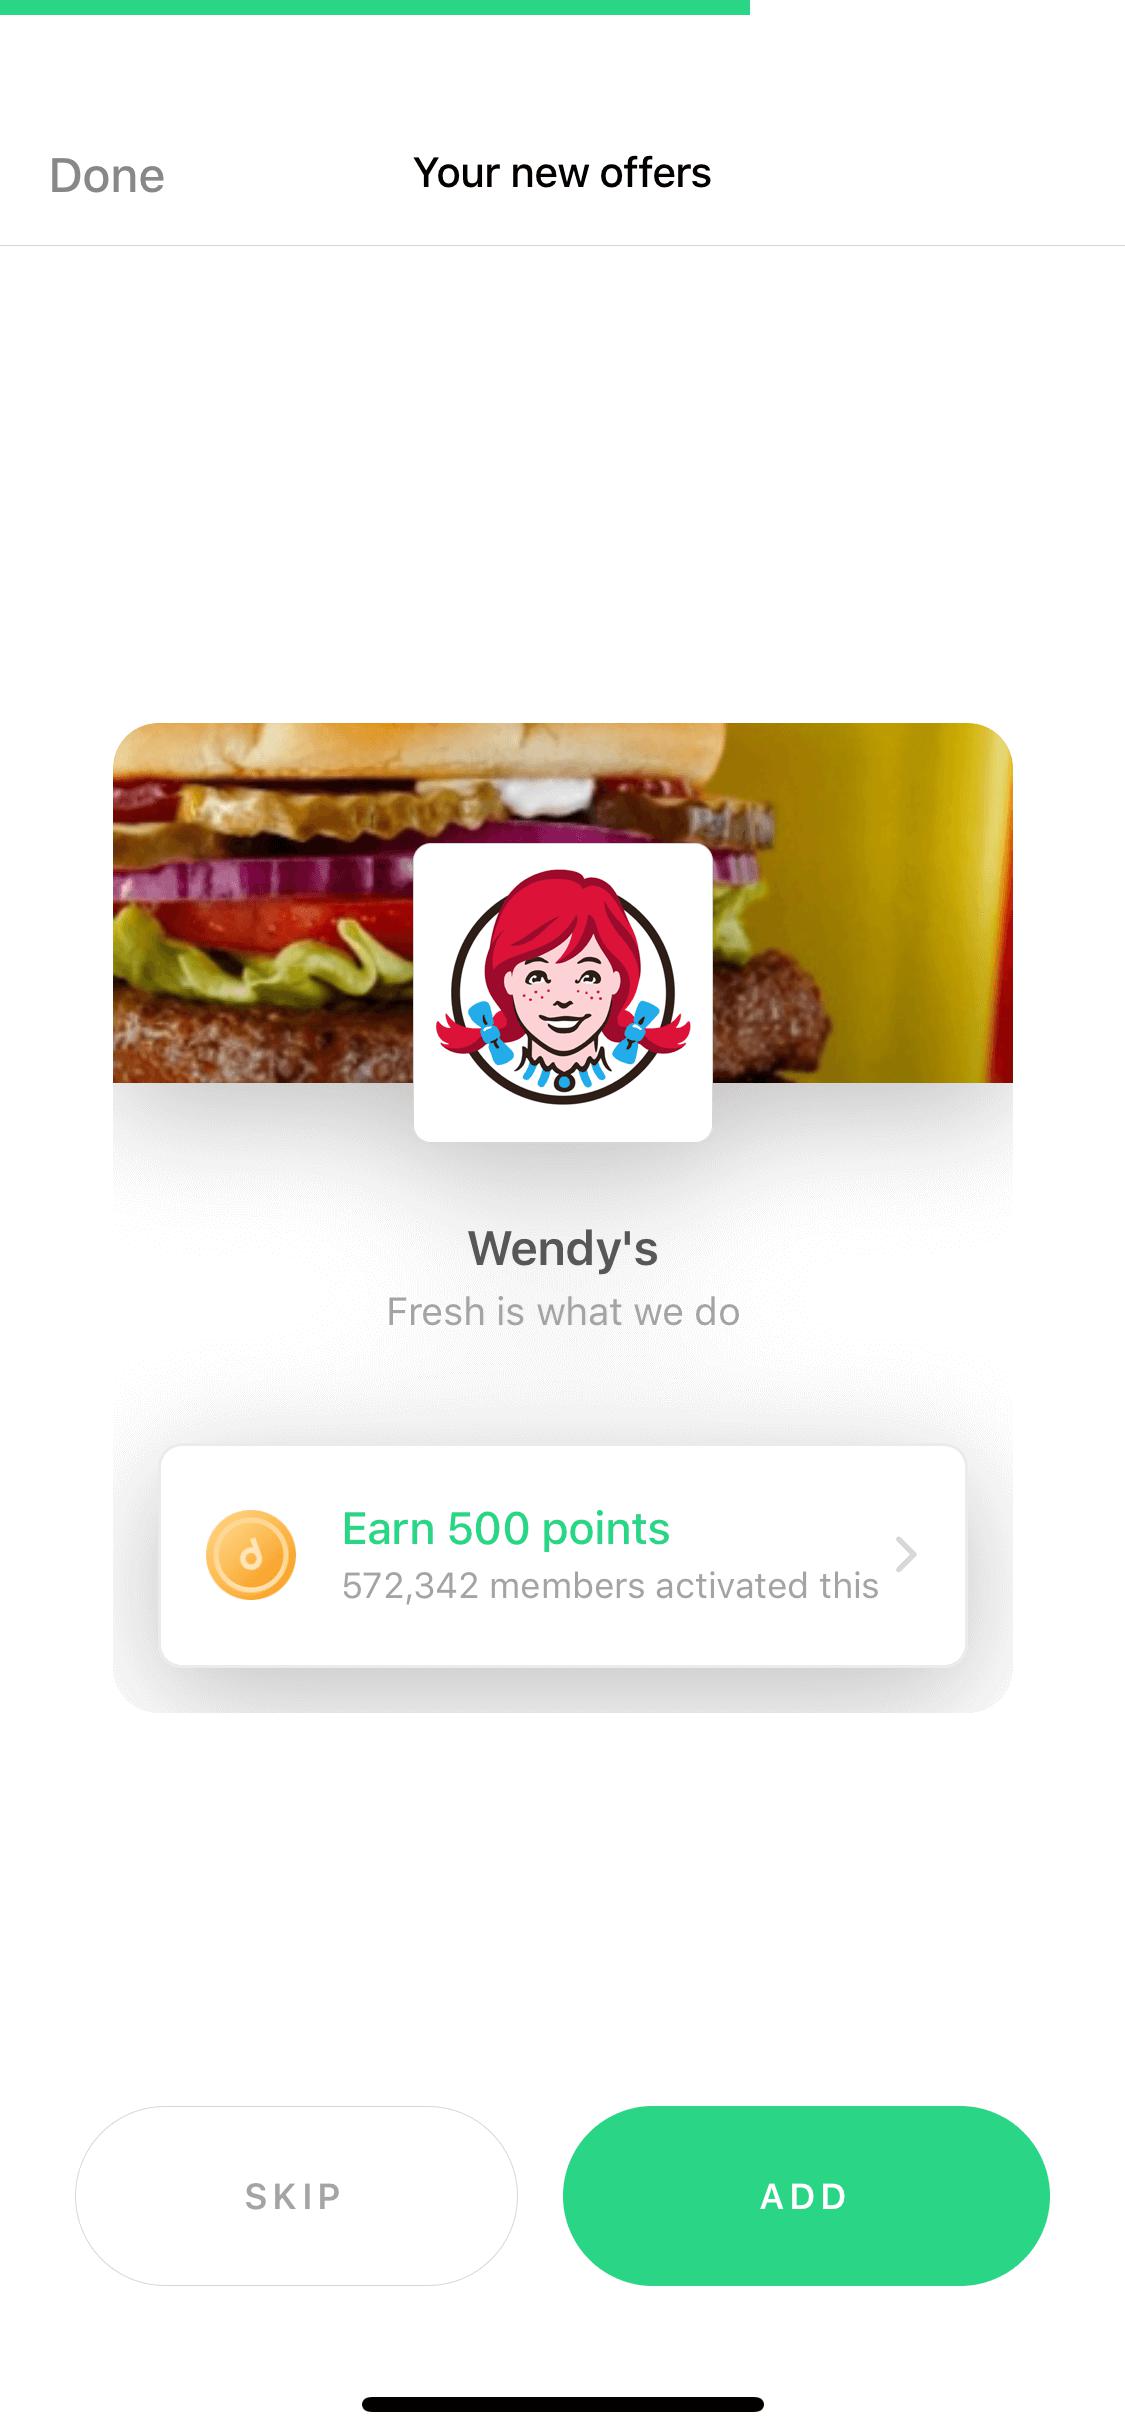 Done
Your new offers
Wendy's
Fresh is what we do
Earn 500 points
572,342 members activated this
SKIP
ADD